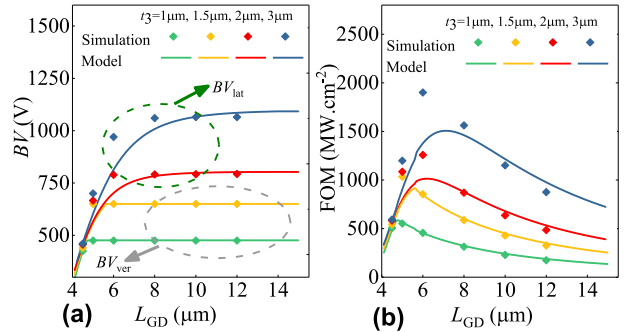 t3=1μm, 1.5μm, 2μm, 3μm
Simulation
Model
BVlat
BVver
1500
1250
1000
750
500
BV (V)
4 6 8 10 12 14
LGD (μm)
(a)
t3=1μm, 1.5μm, 2μm, 3μm
Simulation
Model
2500
2000
1500
1000
500
0
FOM (MW.cm-2)
4 6 8 10 12 14
LGD (μm)
(b)